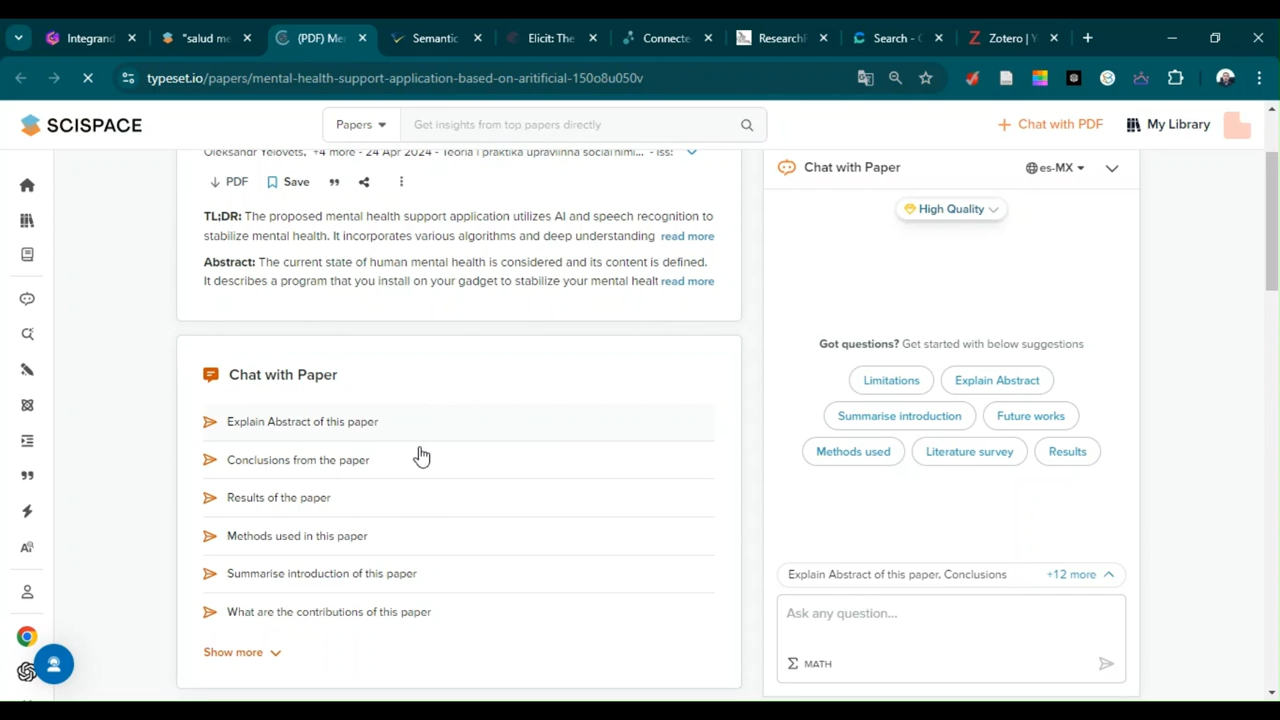 Integrand
"salud me
(PDF) Me
Semantic
Elicit: The
Connecte
ResearchR
Search - C
Zotero | Y
typeset.io/papers/mental-health-support-application-based-on-aritificial-150o8u050v
SCISPACE
Papers
Get insights from top papers directly
Chat with PDF
My Library
Oleksandr Yelovets, +4 more - 24 Apr 2024 - Teorìâ ì praktika upravlìnnâ socìalʹnimi... - Iss:
PDF
Save
TL;DR: The proposed mental health support application utilizes AI and speech recognition to
stabilize mental health. It incorporates various algorithms and deep understanding read more
Abstract: The current state of human mental health is considered and its content is defined.
It describes a program that you install on your gadget to stabilize your mental healt read more
Chat with Paper
Explain Abstract of this paper
Conclusions from the paper
Results of the paper
Methods used in this paper
Summarise introduction of this paper
What are the contributions of this paper
Show more
Chat with Paper
es-MX
High Quality
Got questions? Get started with below suggestions
Limitations
Explain Abstract
Summarise introduction
Future works
Methods used
Literature survey
Results
Explain Abstract of this paper, Conclusions
+12 more
Ask any question...
MATH